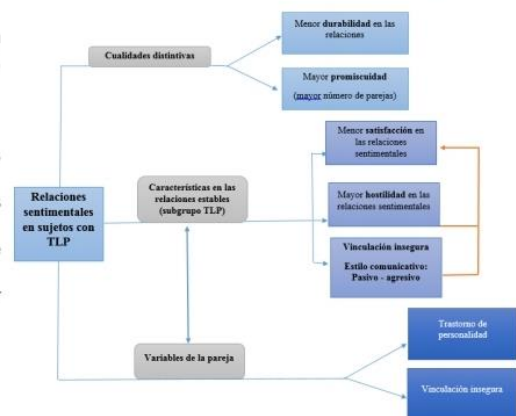 Cualidades distintivas
Menor durabilidad en las
relaciones
Mayor promiscuidad
(mayor número de parejas)
Relaciones
sentimentales
en sujetos con
TLP
Características en las
relaciones estables
(subgrupo TLP)
Menor satisfacción en
las relaciones
sentimentales
Mayor hostilidad en las
relaciones sentimentales
Vinculación insegura
Estilo comunicativo:
Pasivo - agresivo
Variables de la pareja
Trastorno de
personalidad
Vinculación insegura